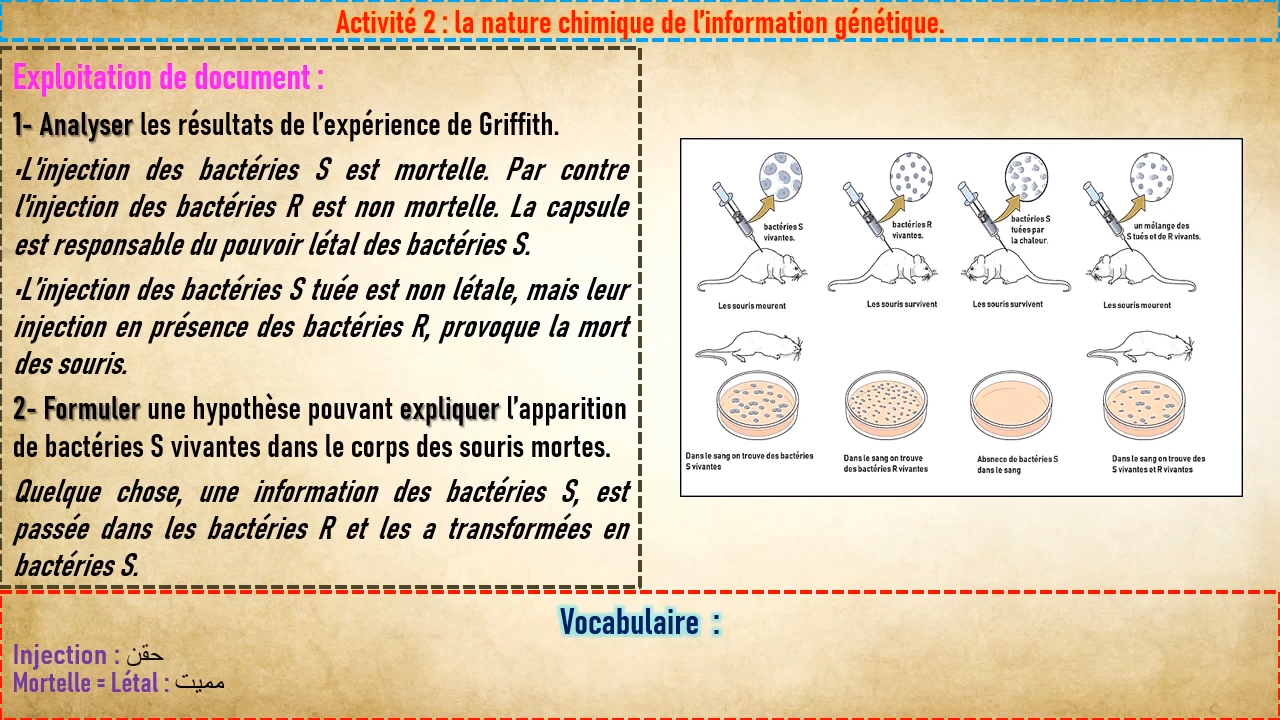 Activité 2 : la nature chimique de l'information génétique.
Exploitation de document :
1- Analyser les résultats de l'expérience de Griffith.
•L'injection des bactéries S est mortelle. Par contre
l'injection des bactéries R est non mortelle. La capsule
est responsable du pouvoir létal des bactéries S.
•L'injection des bactéries S tuée est non létale, mais leur
injection en présence des bactéries R, provoque la mort
des souris.
2- Formuler une hypothèse pouvant expliquer l'apparition
de bactéries S vivantes dans le corps des souris mortes.
Quelque chose, une information des bactéries S, est
passée dans les bactéries R et les a transformées en
bactéries S.
bactéries S
vivantes.
bactéries R
vivantes.
bactéries S
tuées par
la chaleur.
un mélange des
S tués et de R vivants.
Les souris meurent
Les souris survivent
Les souris survivent
Les souris meurent
Dans le sang on trouve des bactéries
S vivantes
Dans le sang on trouve
des bactéries R vivantes
Absnece de bactéries S
dans le sang
Dans le sang on trouve des
S vivantes et R vivantes
Vocabulaire :
Injection : حقن
Mortelle = Létal : مميت